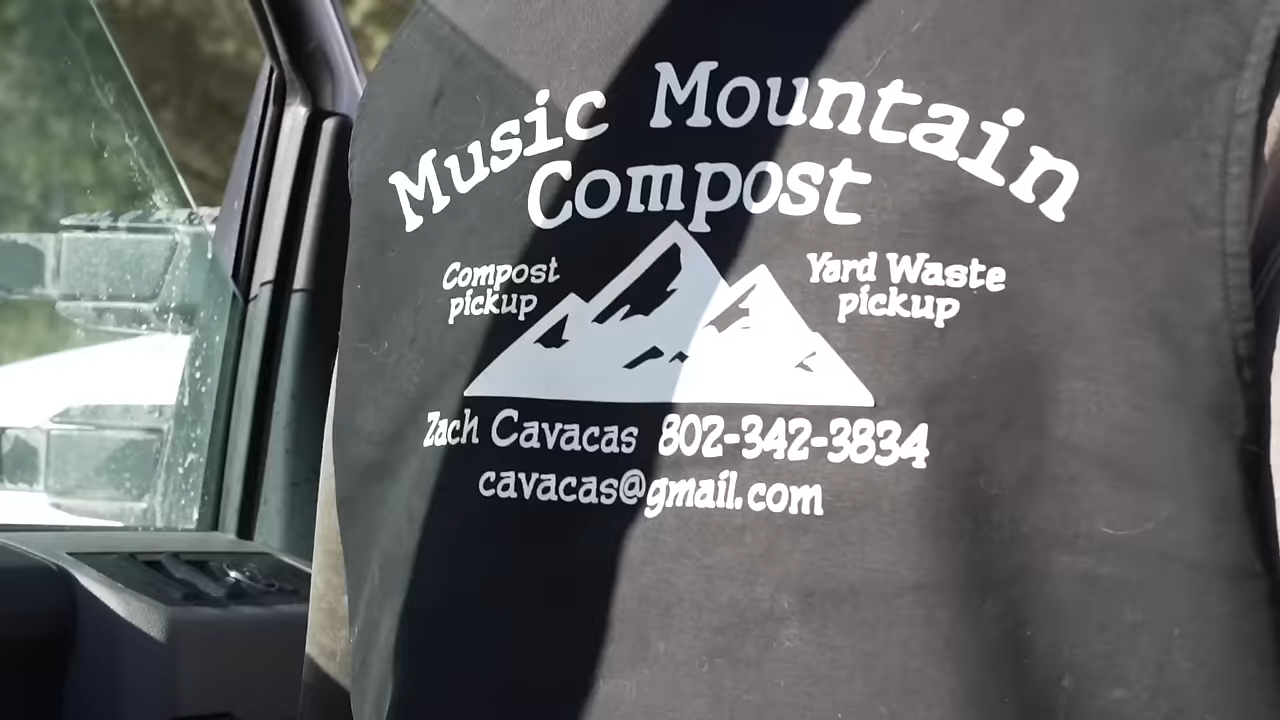 Music Mountain
Compost
Compost
pickup
Yard Waste
pickup
Zach Cavacas 802-342-3834
cavacas@gmail.com